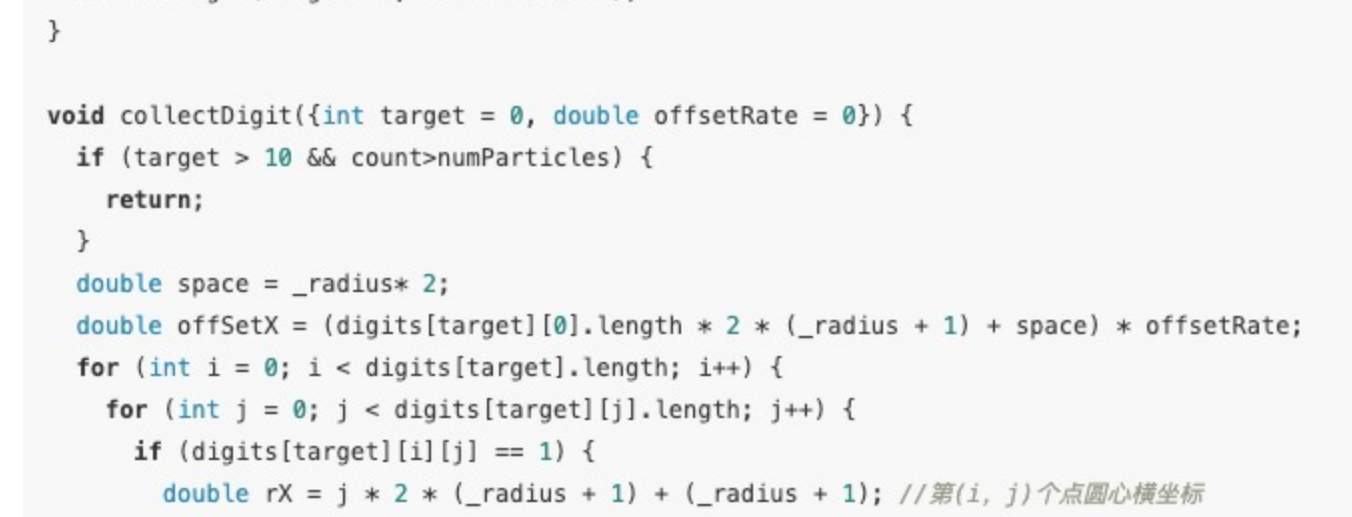 }
void collectDigit({int target = 0, double offsetRate = 0}) {
if (target > 10 && count>numParticles) {
return;
}
double space = _radius* 2;
double offSetX = (digits[target][0].length * 2 * (_radius + 1) + space) * offsetRate;
for (int i = 0; i < digits[target].length; i++) {
for (int j = 0; j < digits[target][j].length; j++) {
if (digits[target][i][j] == 1) {
double rX = j * 2 * (_radius + 1) + (_radius + 1); //第(i, j)个点圆心横坐标